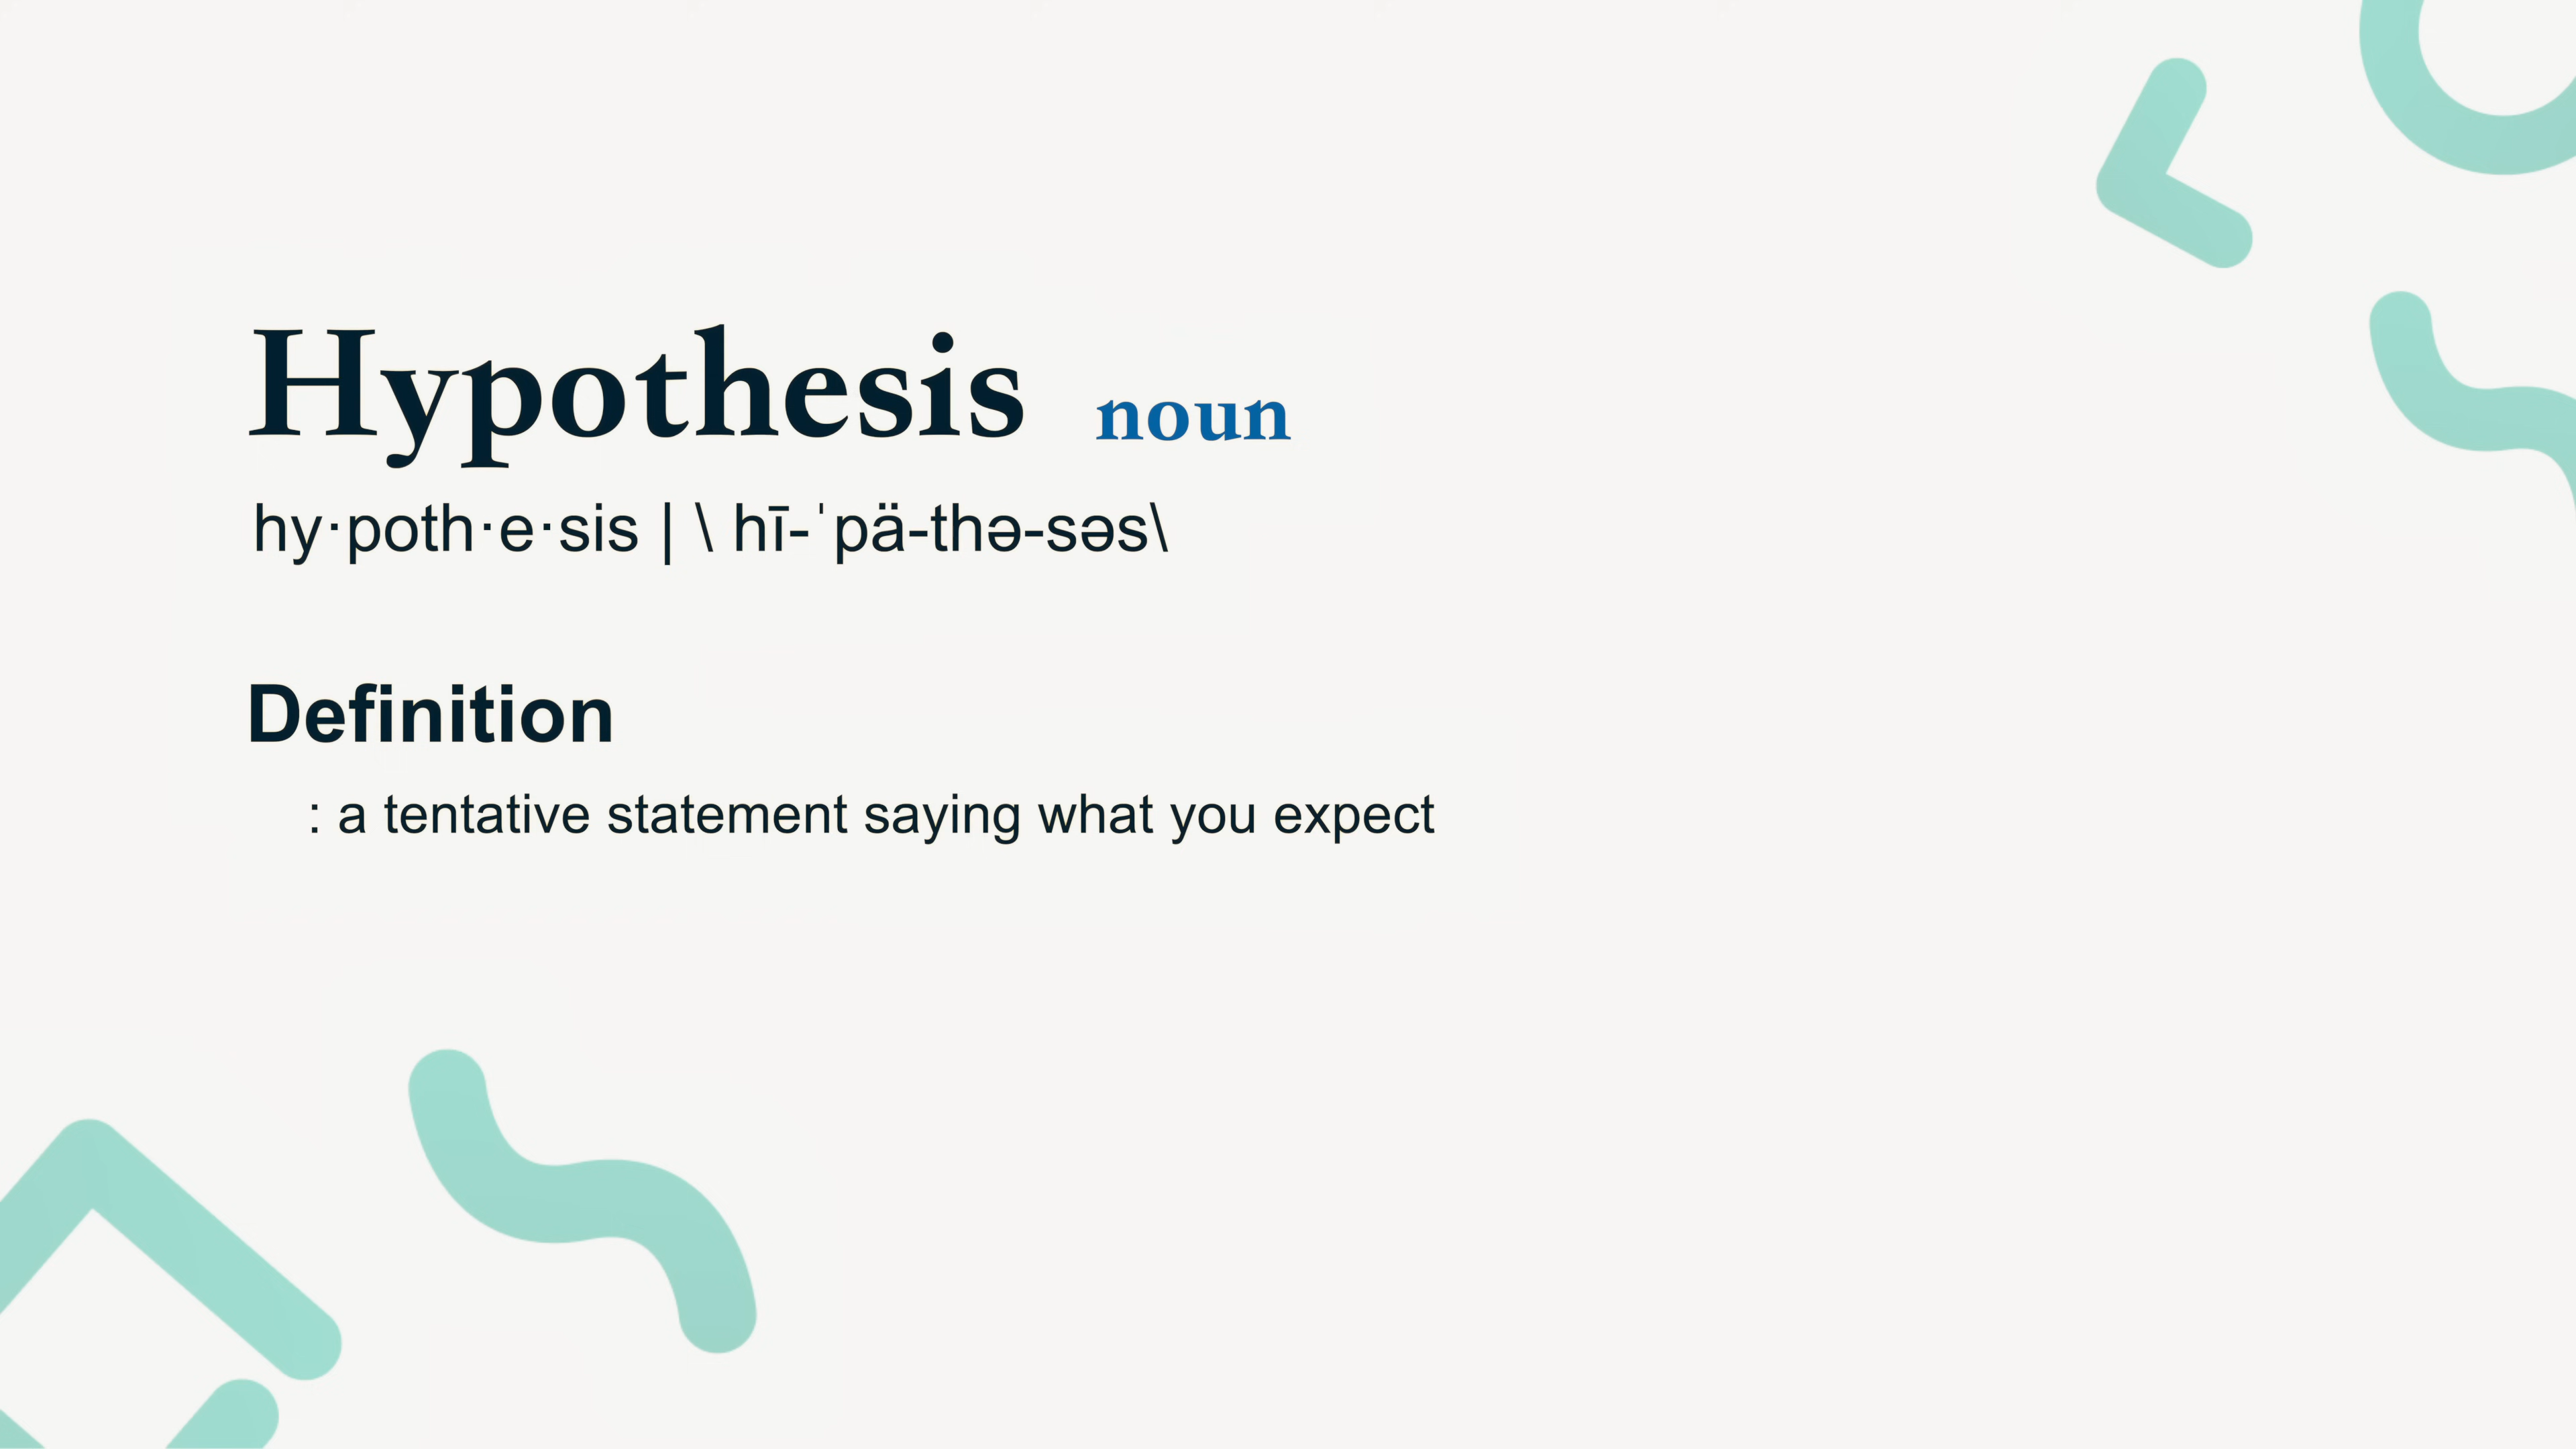 Hypothesis noun
hy·poth·e·sis | \ hī-ˈpä-thə-səs\
Definition
: a tentative statement saying what you expect